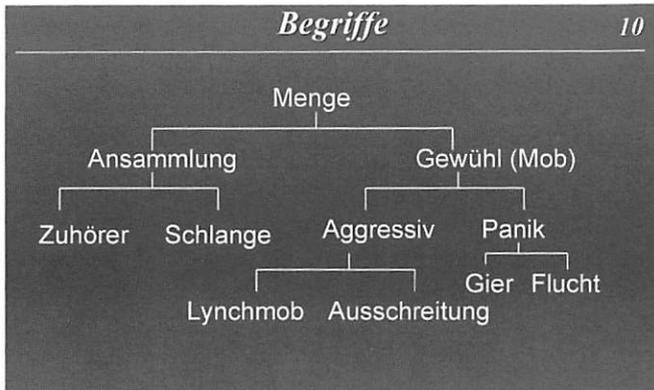 Begriffe 10
Menge
Ansammlung Gewühl (Mob)
Zuhörer Schlange Aggressiv Panik
Gier Flucht
Lynchmob Ausschreitung